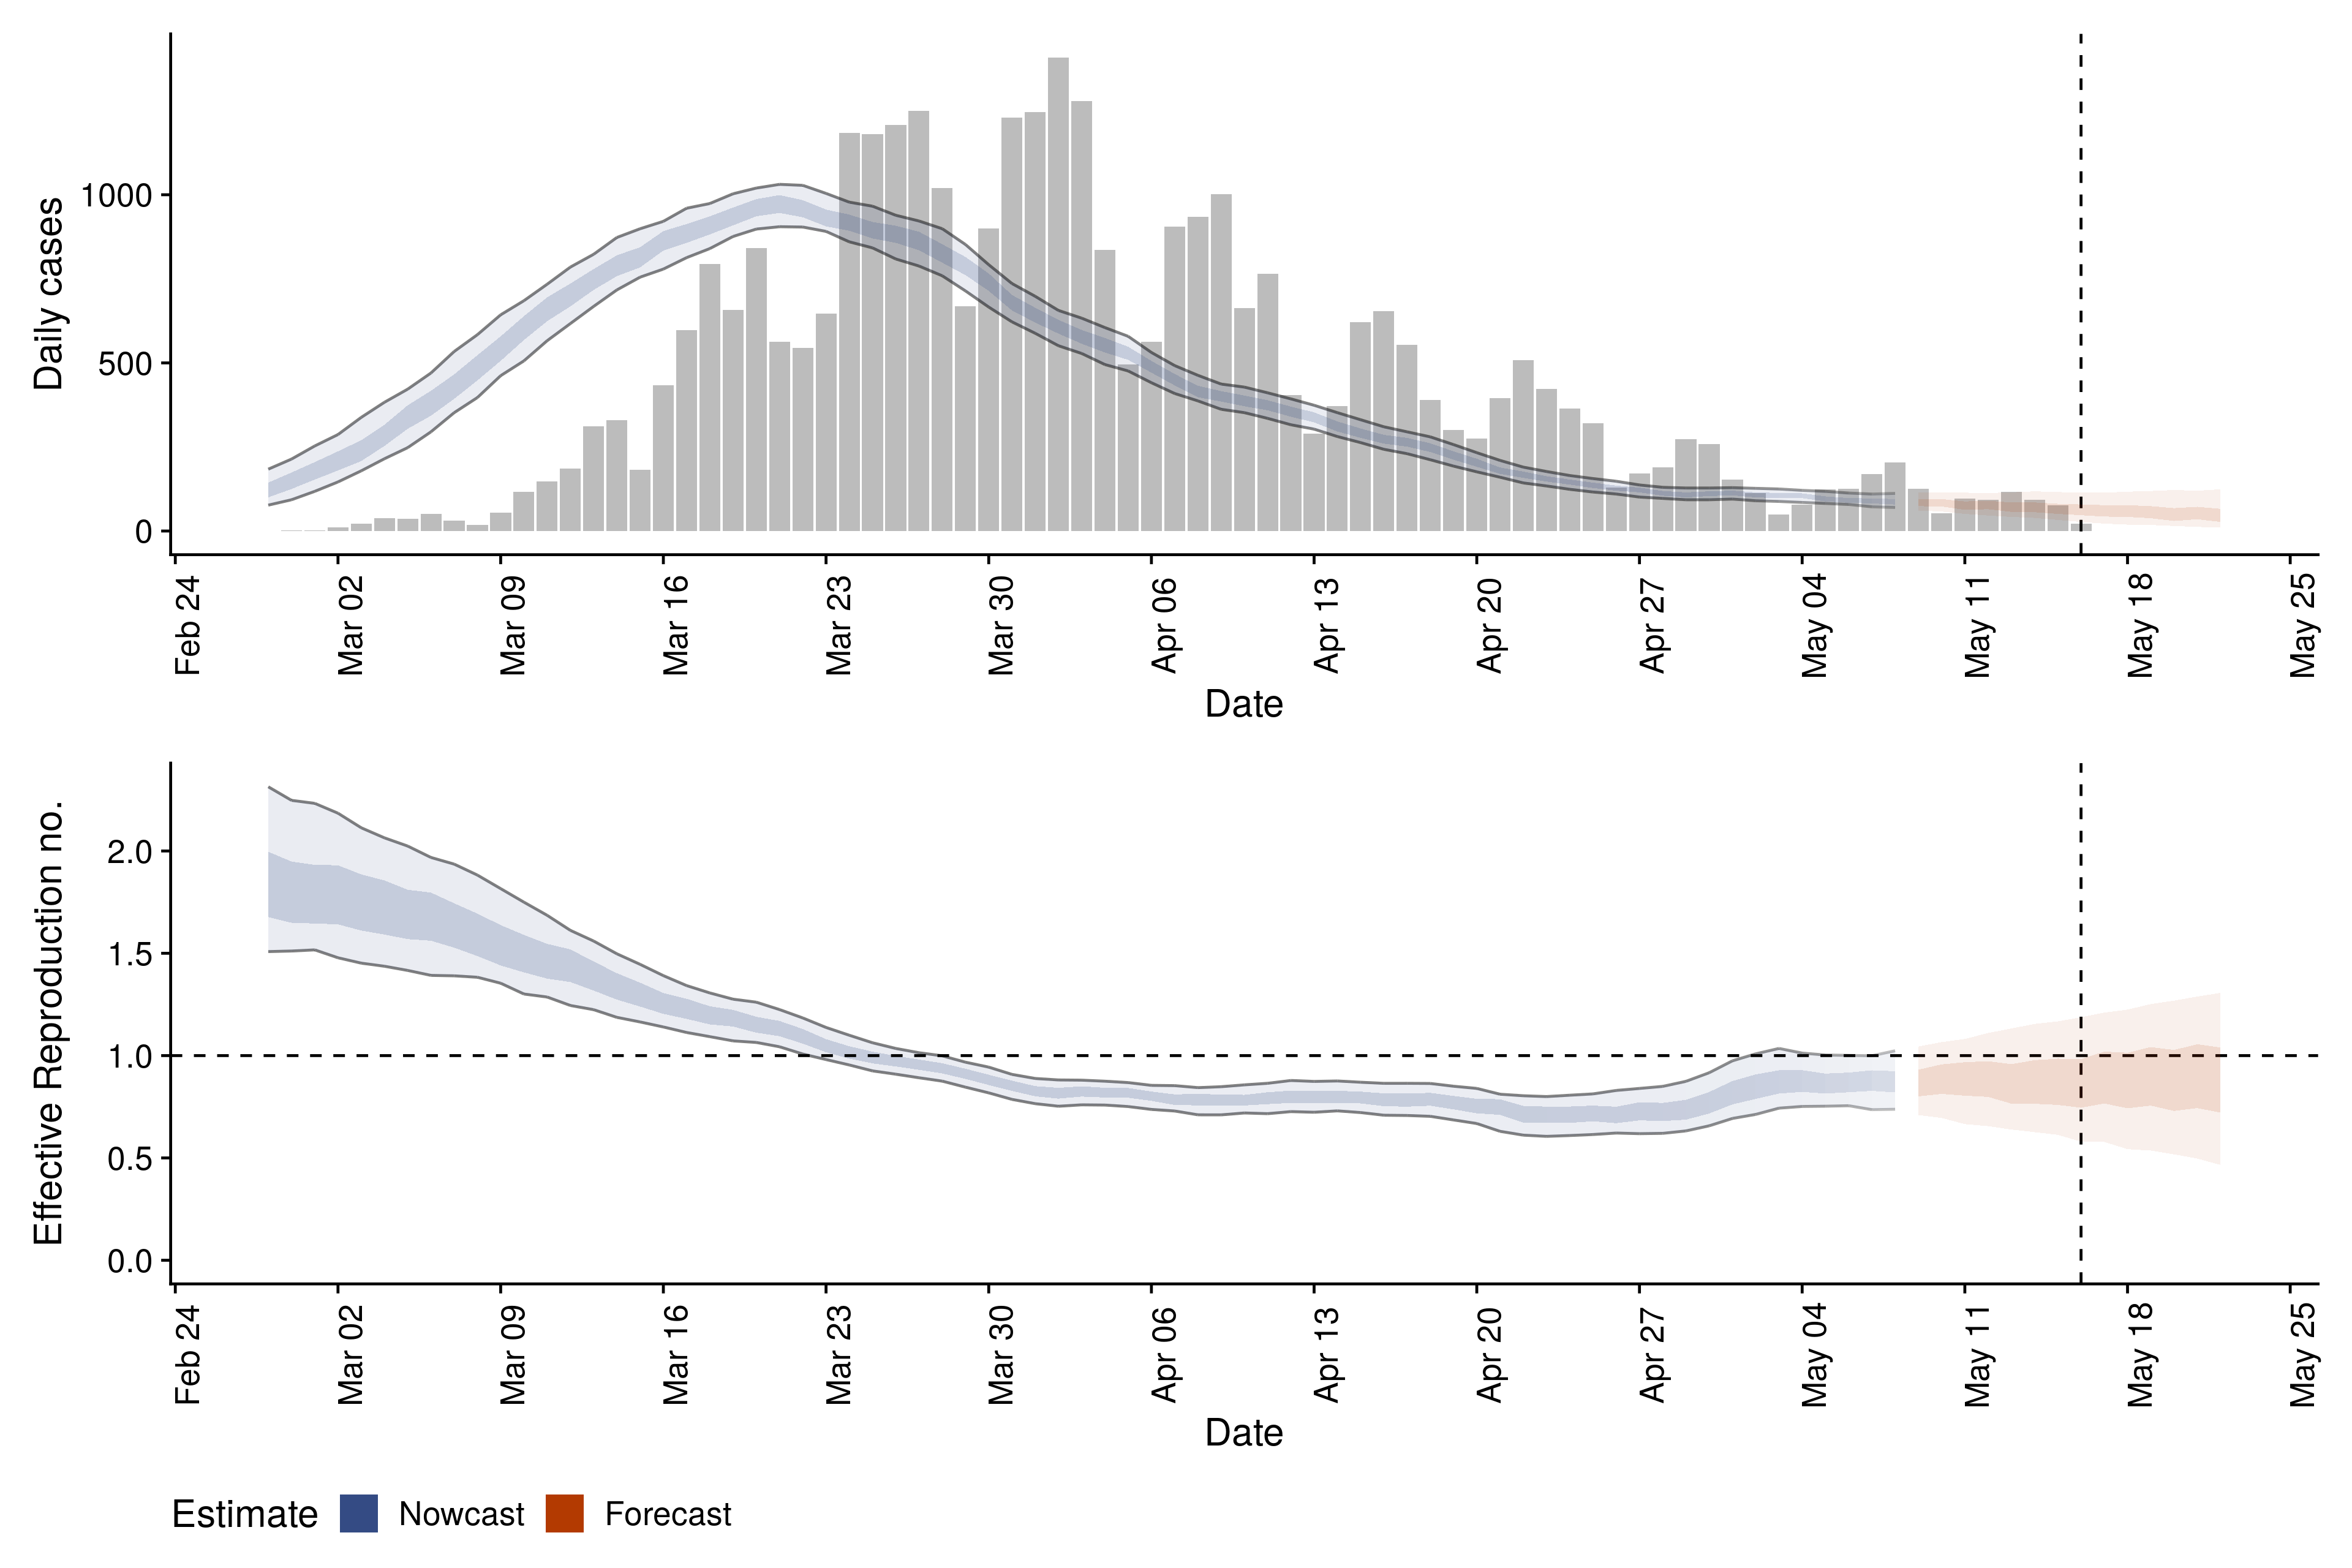 Daily cases
1000
500
0
Feb 24
Mar 02
Mar 09
Mar 16
Mar 23
Mar 30
Apr 06
Apr 13
Apr 20
Apr 27
May 04
May 11
May 18
May 25
Date
Effective Reproduction no.
2.0
1.5
1.0
0.5
0.0
Feb 24
Mar 02
Mar 09
Mar 16
Mar 23
Mar 30
Apr 06
Apr 13
Apr 20
Apr 27
May 04
May 11
May 18
May 25
Date
Estimate Nowcast Forecast